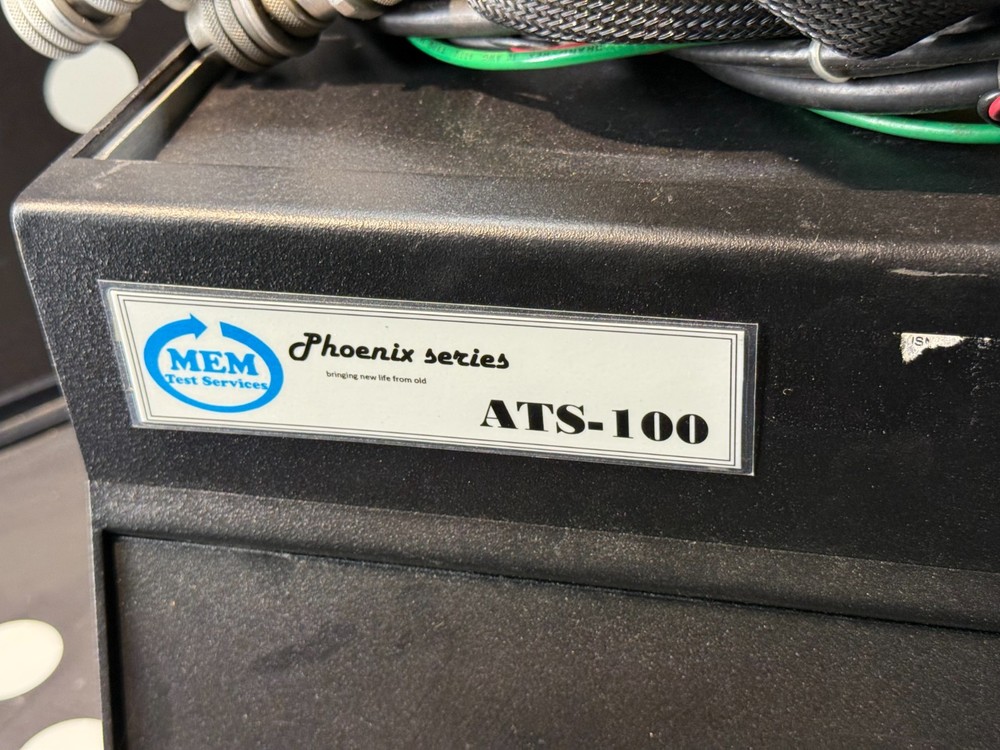 MEM
Test Services
Phoenix series
bringing new life from old
ATS-100